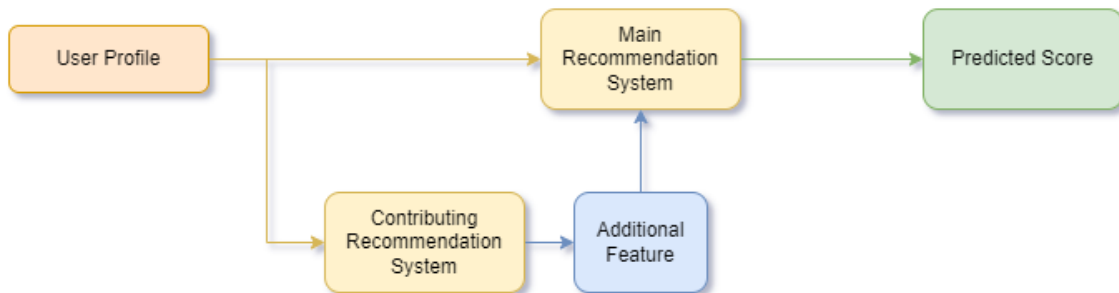 User Profile
Main
Recommendation
System
Predicted Score
Contributing
Recommendation
System
Additional
Feature